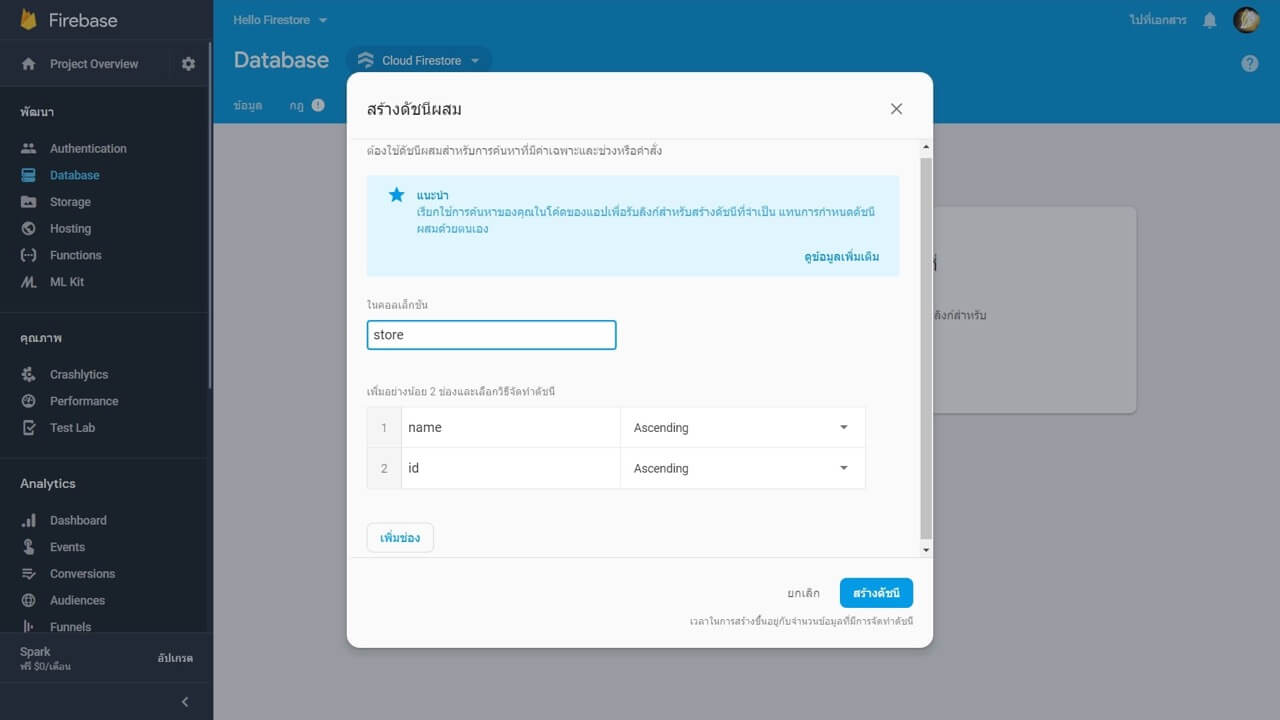 Firebase
Hello Firestore
ไปที่เอกสาร
Project Overview
Database
Cloud Firestore
ข้อมูล
กฎ
พัฒนา
Authentication
Database
Storage
Hosting
Functions
ML Kit
คุณภาพ
Crashlytics
Performance
Test Lab
Analytics
Dashboard
Events
Conversions
Audiences
Funnels
Spark
ฟรี $0/เดือน
อัปเกรด
สร้างดัชนีผสม
ต้องใช้ดัชนีผสมสำหรับการค้นหาที่มีค่าเฉพาะและช่วงหรือคำสั่ง
แนะนำ
เรียกใช้การค้นหาของคุณในโค้ดของแอปเพื่อรับลิงก์สำหรับสร้างดัชนีที่จำเป็น แทนการกำหนดดัชนี
ผสมด้วยตนเอง
ดูข้อมูลเพิ่มเติม
ในคอลเล็กชัน
store
เพิ่มอย่างน้อย 2 ช่องและเลือกวิธีจัดทำดัชนี
1 name Ascending
2 id Ascending
เพิ่มช่อง
ยกเลิก
สร้างดัชนี
เวลาในการสร้างขึ้นอยู่กับจำนวนข้อมูลที่มีการจัดทำดัชนี
ลิงก์สำหรับ